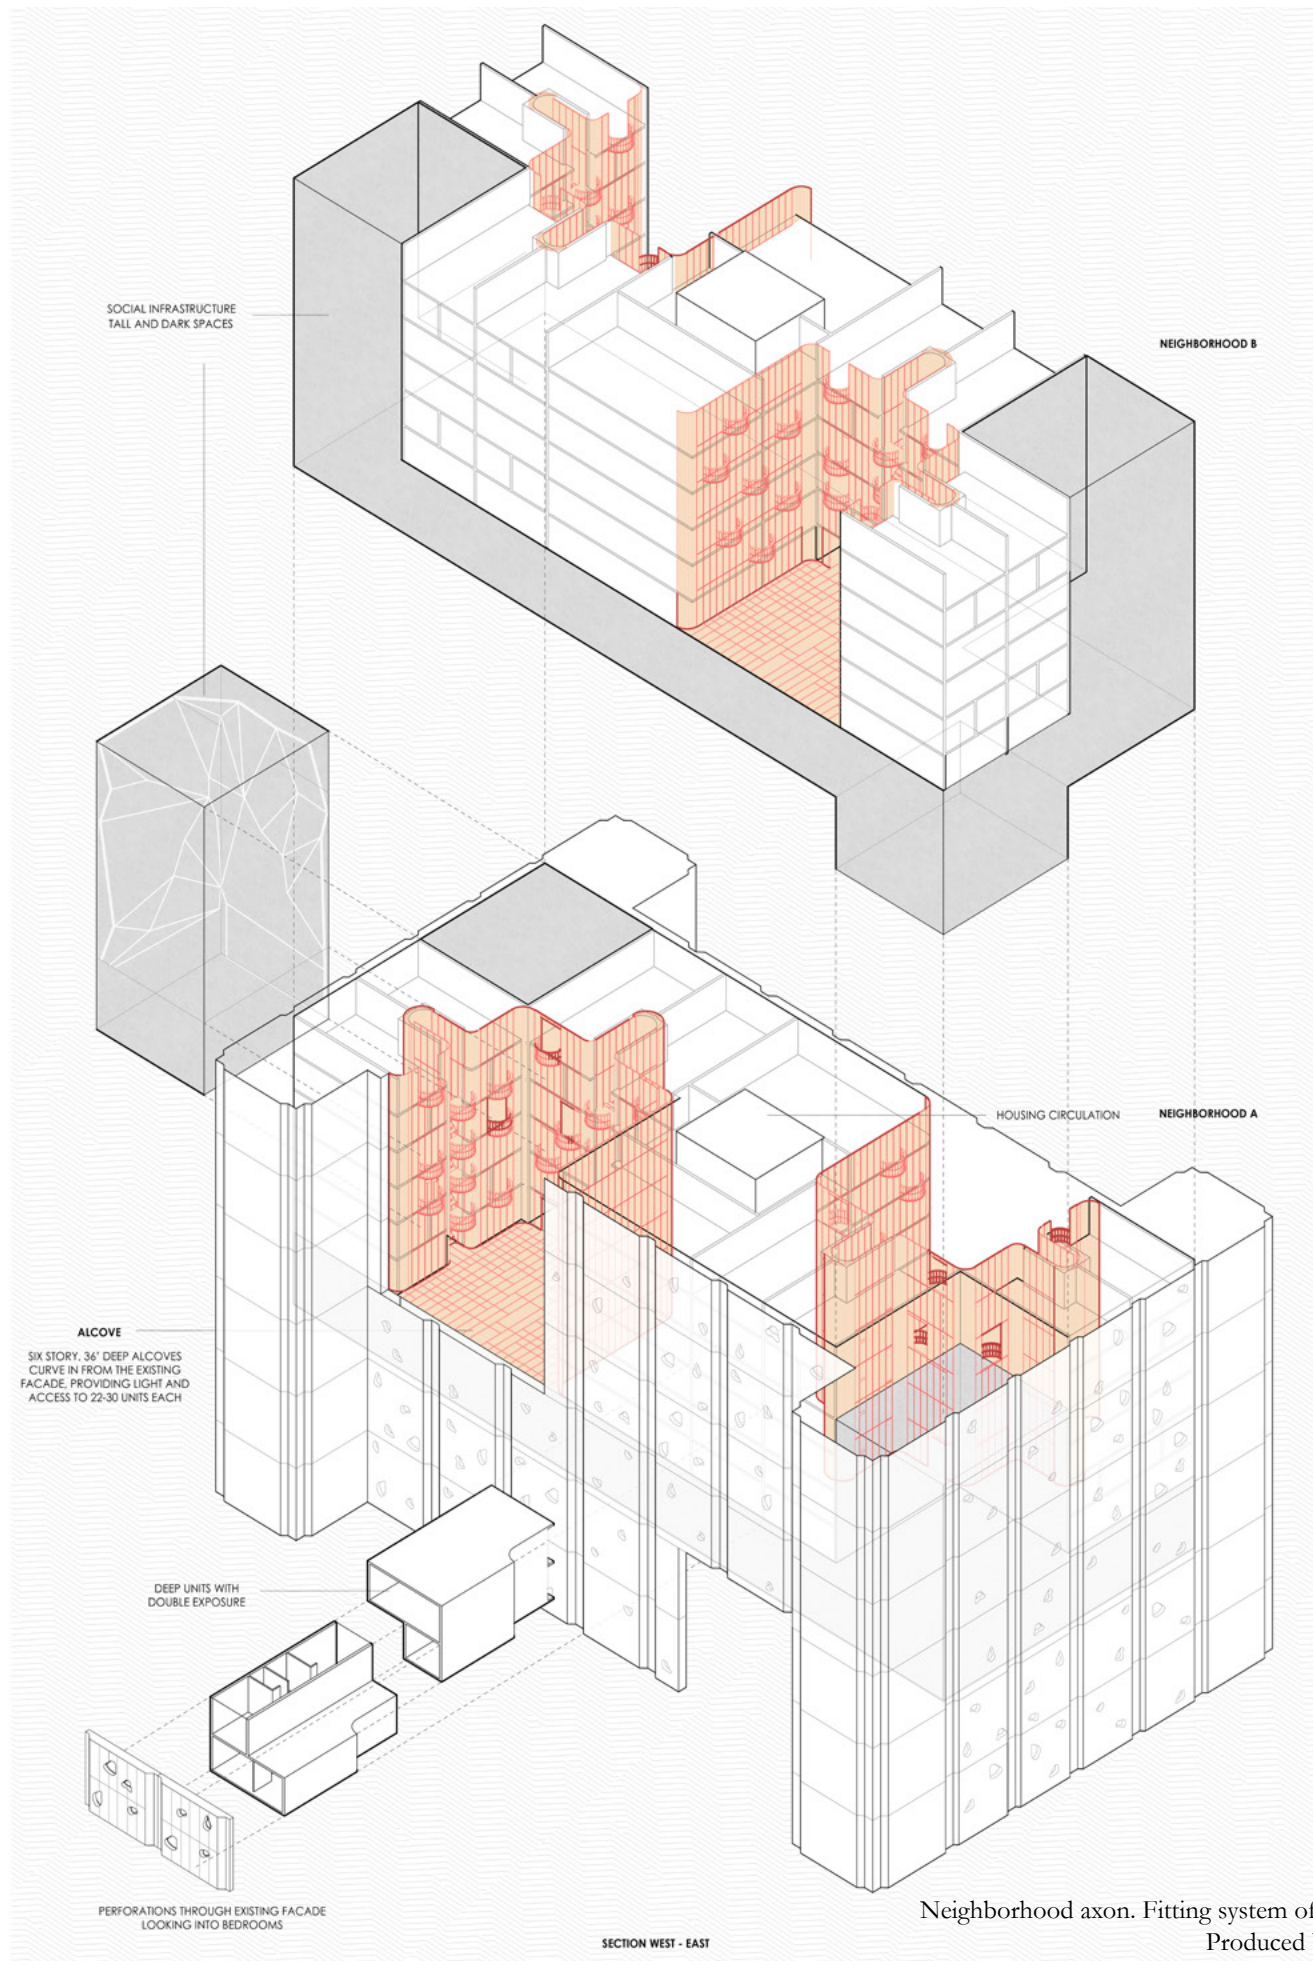 SOCIAL INFRASTRUCTURE
TALL AND DARK SPACES
NEIGHBORHOOD B
HOUSING CIRCULATION
NEIGHBORHOOD A
ALCOVE
SIX STORY, 36' DEEP ALCOVES
CURVE IN FROM THE EXISTING
FACADE, PROVIDING LIGHT AND
ACCESS TO 22-30 UNITS EACH
DEEP UNITS WITH
DOUBLE EXPOSURE
PERFORATIONS THROUGH EXISTING FACADE
LOOKING INTO BEDROOMS
SECTION WEST - EAST
Neighborhood axon. Fitting system of
Produced